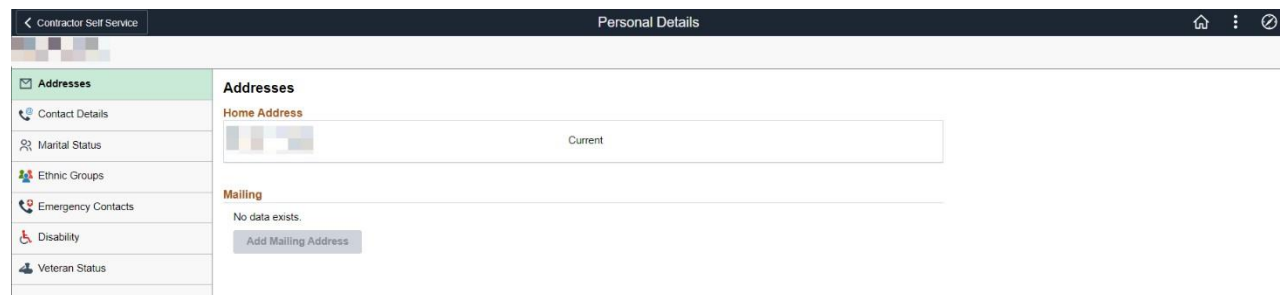 Contractor Self Service
Personal Details
Addresses
Contact Details
Marital Status
Ethnic Groups
Emergency Contacts
Disability
Veteran Status
Addresses
Home Address
Current
Mailing
No data exists.
Add Mailing Address